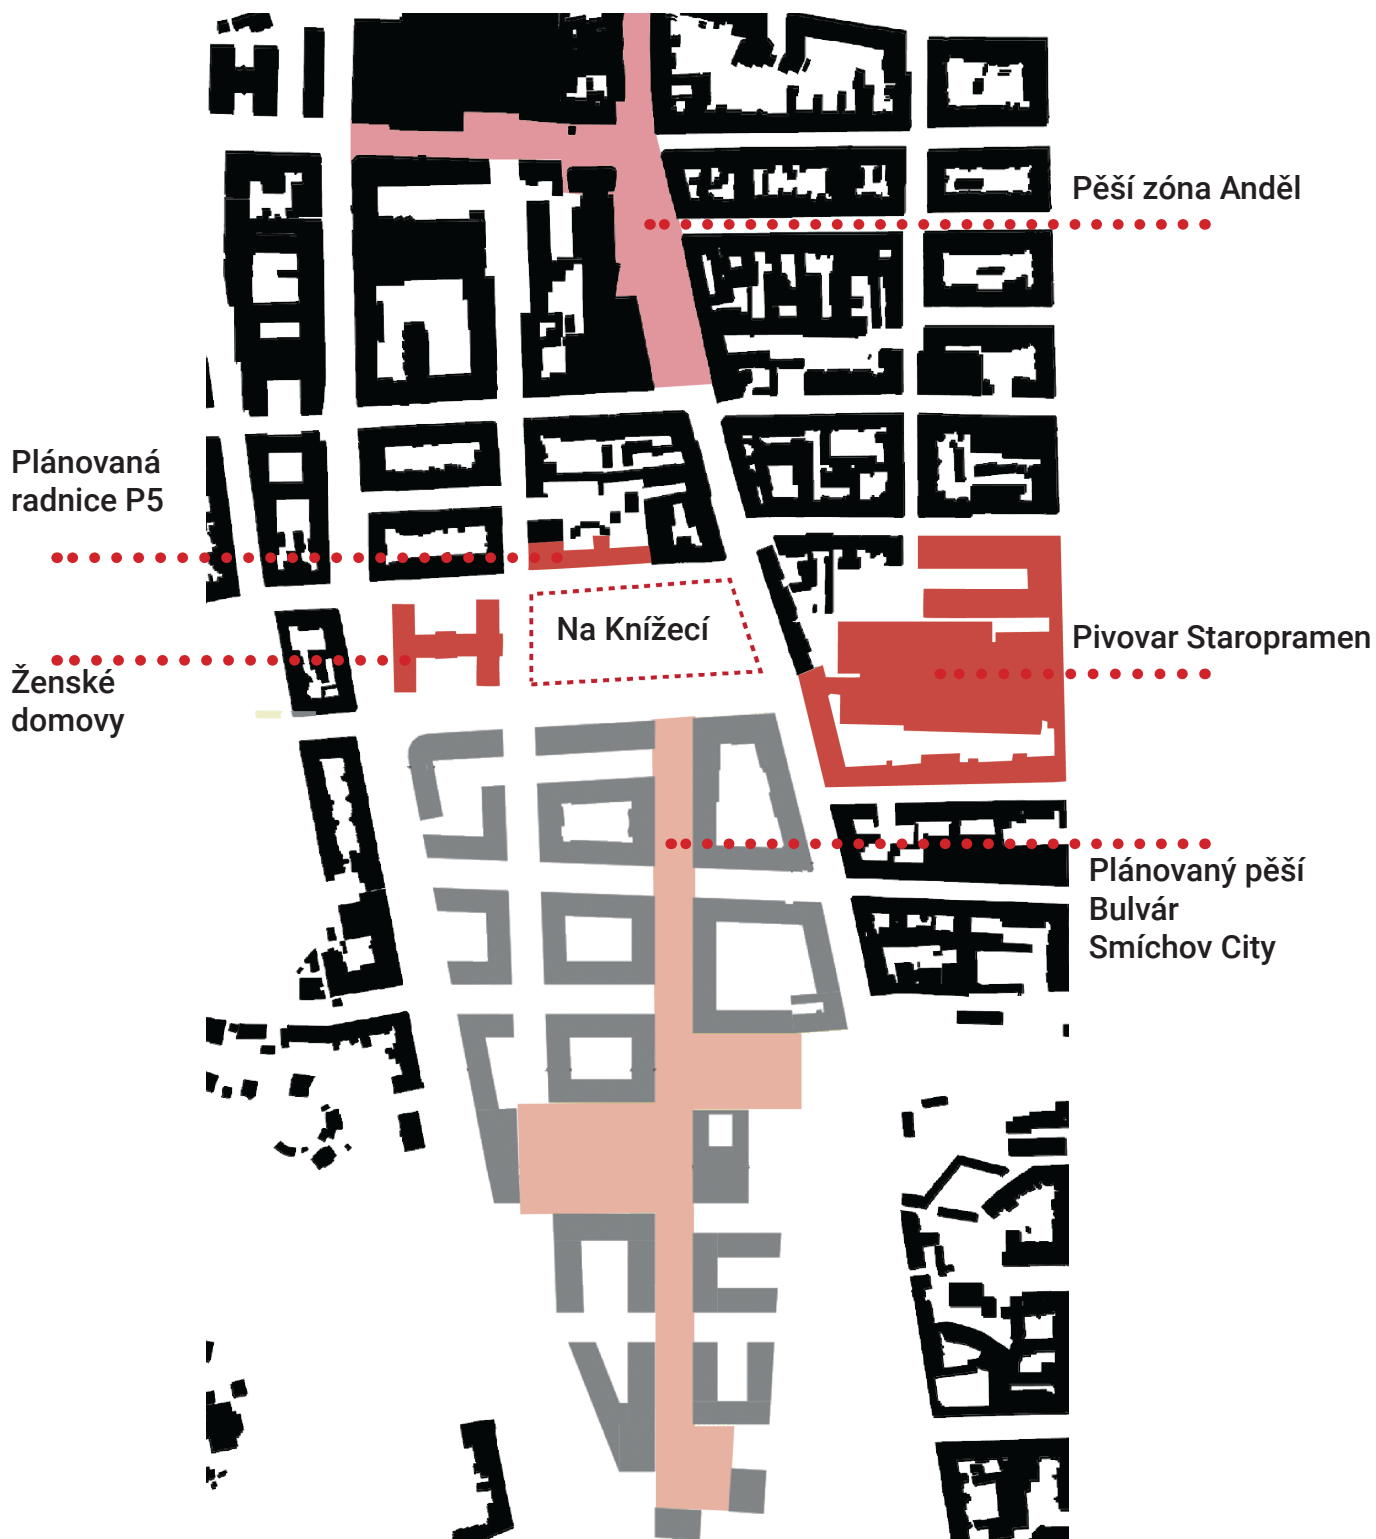 Pěší zóna Anděl
Plánovaná
radnice P5
Na Knížecí
Pivovar Staropramen
Ženské
domovy
Plánovaný pěší
Bulvár
Smíchov City